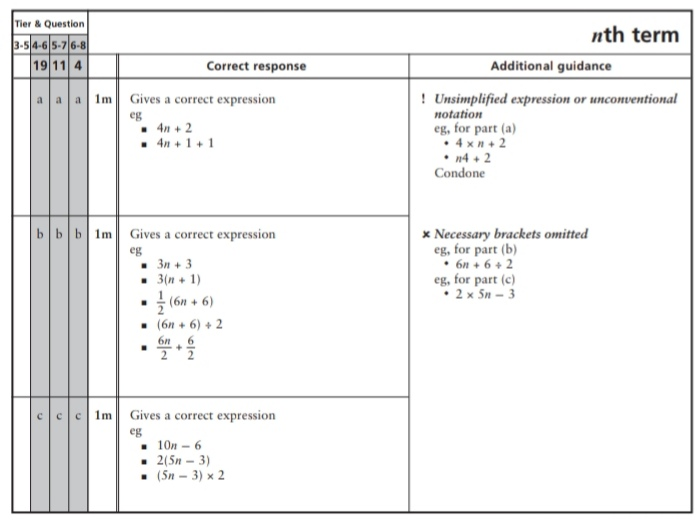 Tier & Question
nth term
3-5 4-6 5-7 6-8
19 11 4
Correct response
Additional guidance
a a a 1m
Gives a correct expression
eg
▪ 4n + 2
▪ 4n + 1 + 1
! Unsimplified expression or unconventional
notation
eg, for part (a)
• 4 × n + 2
• n4 + 2
Condone
b b b 1m
Gives a correct expression
eg
▪ 3n + 3
▪ 3(n + 1)
▪ 1/2 (6n + 6)
▪ (6n + 6) ÷ 2
▪ 6n/2 + 6/2
× Necessary brackets omitted
eg, for part (b)
• 6n + 6 ÷ 2
eg, for part (c)
• 2 × 5n – 3
c c c 1m
Gives a correct expression
eg
▪ 10n – 6
▪ 2(5n – 3)
▪ (5n – 3) × 2